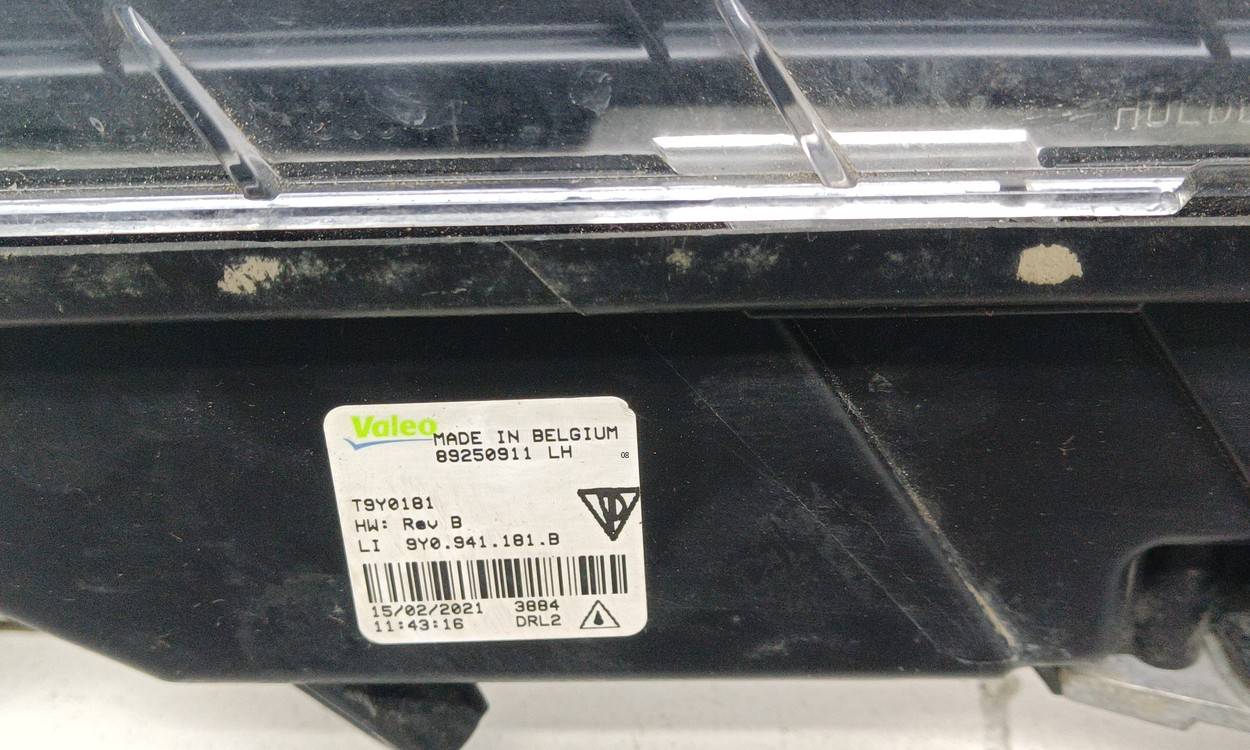 Valeo
MADE IN BELGIUM
89250911 LH
08
T9Y0181
HW: Rev B
LI 9Y0.941.181.B
15/02/2021 3884
11:43:16 DRL2